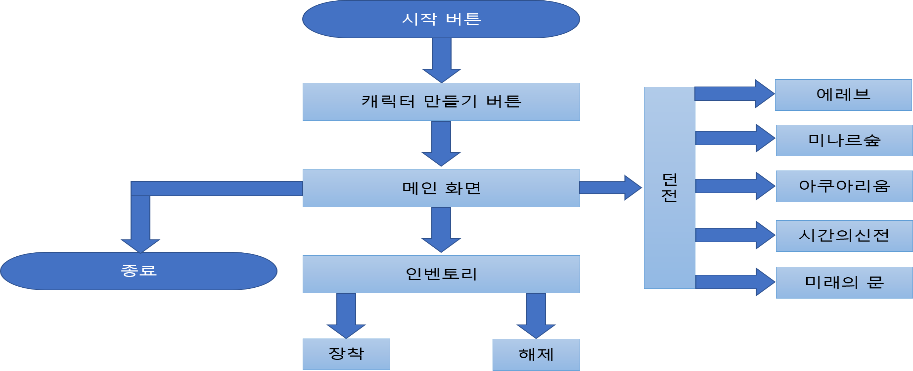 시작 버튼
캐릭터 만들기 버튼
메인 화면
종료
인벤토리
장착
해제
던
전
에레브
미나르숲
아쿠아리움
시간의신전
미래의 문